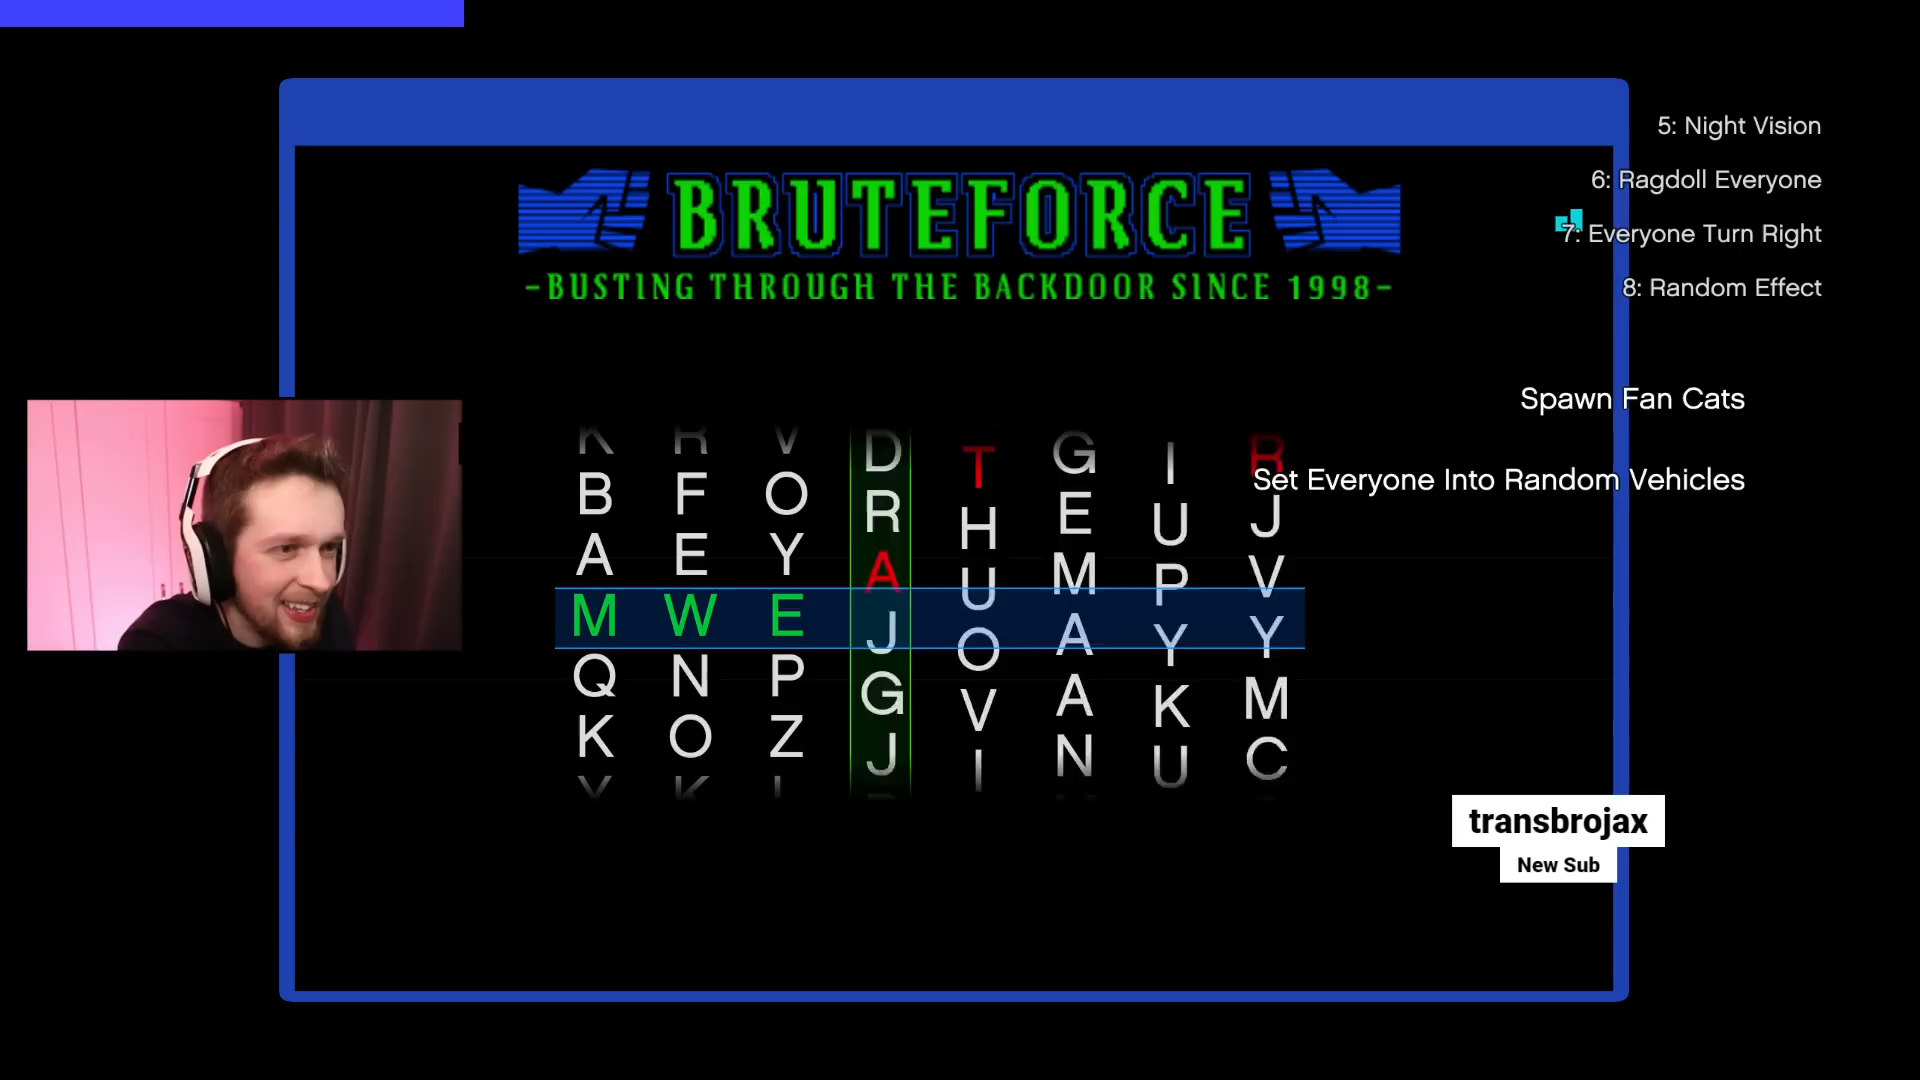 BRUTEFORCE
-BUSTING THROUGH THE BACKDOOR SINCE 1998-
5: Night Vision
6: Ragdoll Everyone
7: Everyone Turn Right
8: Random Effect
Spawn Fan Cats
Set Everyone Into Random Vehicles
K R V D T G I R
B F O R H E U J
A E Y A U M P V
M W E J O A Y Y
Q N P G V A K M
K O Z J I N U C
transbrojax
New Sub